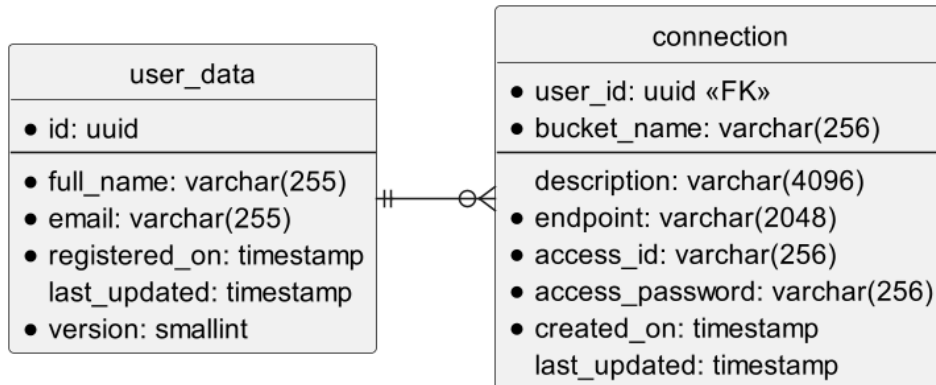 user_data
● id: uuid
● full_name: varchar(255)
● email: varchar(255)
● registered_on: timestamp
last_updated: timestamp
● version: smallint
connection
● user_id: uuid «FK»
● bucket_name: varchar(256)
description: varchar(4096)
● endpoint: varchar(2048)
● access_id: varchar(256)
● access_password: varchar(256)
● created_on: timestamp
last_updated: timestamp